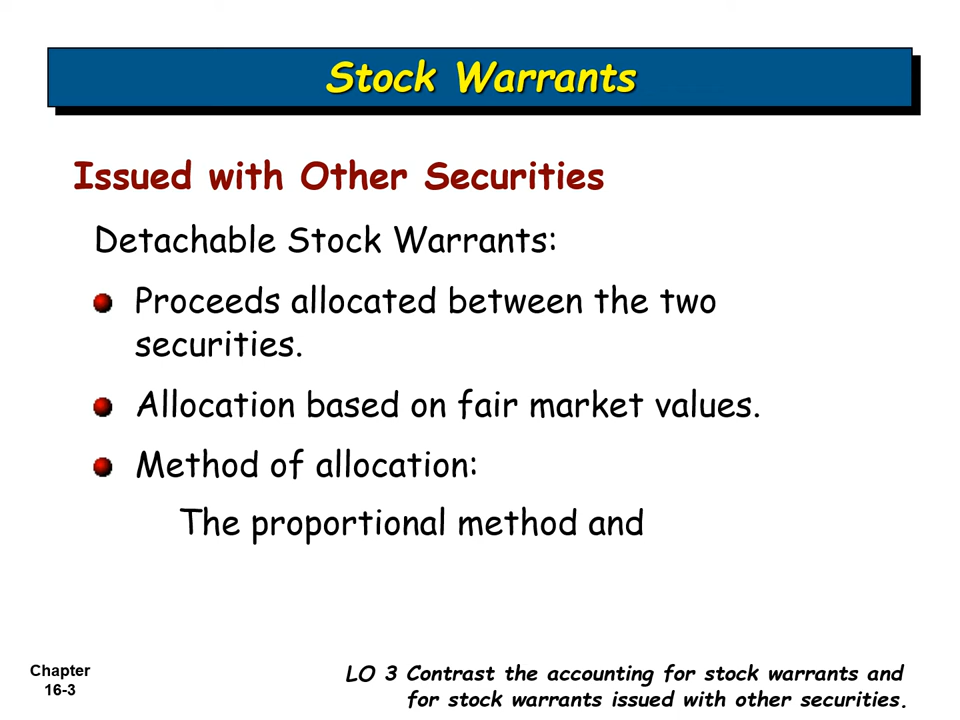 Stock Warrants
Issued with Other Securities
Detachable Stock Warrants:
Proceeds allocated between the two
securities.
Allocation based on fair market values.
Method of allocation:
The proportional method and
Chapter
16-3
LO 3 Contrast the accounting for stock warrants and
for stock warrants issued with other securities.